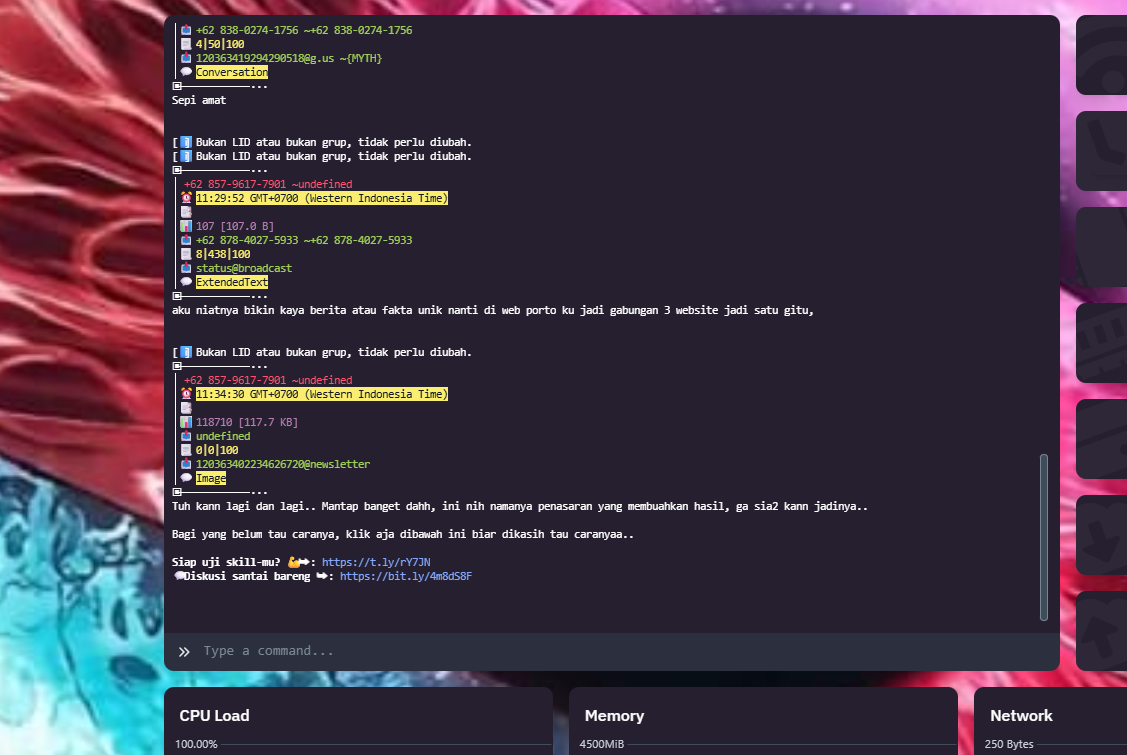 +62 838-0274-1756 ~+62 838-0274-1756
4|50|100
120363419294290518@g.us ~{MYTH}
Conversation
Sepi amat
[ Bukan LID atau bukan grup, tidak perlu diubah.
[ Bukan LID atau bukan grup, tidak perlu diubah.
+62 857-9617-7901 ~undefined
11:29:52 GMT+0700 (Western Indonesia Time)
107 [107.0 B]
+62 878-4027-5933 ~+62 878-4027-5933
8|438|100
status@broadcast
ExtendedText
aku niatnya bikin kaya berita atau fakta unik nanti di web porto ku jadi gabungan 3 website jadi satu gitu,
[ Bukan LID atau bukan grup, tidak perlu diubah.
+62 857-9617-7901 ~undefined
11:34:30 GMT+0700 (Western Indonesia Time)
118710 [117.7 KB]
undefined
0|0|100
120363402234626720@newsletter
Image
Tuh kann lagi dan lagi.. Mantap banget dahh, ini nih namanya penasaran yang membuahkan hasil, ga sia2 kann jadinya..
Bagi yang belum tau caranya, klik aja dibawah ini biar dikasih tau caranyaa..
Siap uji skill-mu? 💪➡: https://t.ly/rY7JN
💬Diskusi santai bareng ➡: https://bit.ly/4m8dS8F
» Type a command...
CPU Load
Memory
Network
100.00%
4500MiB
250 Bytes